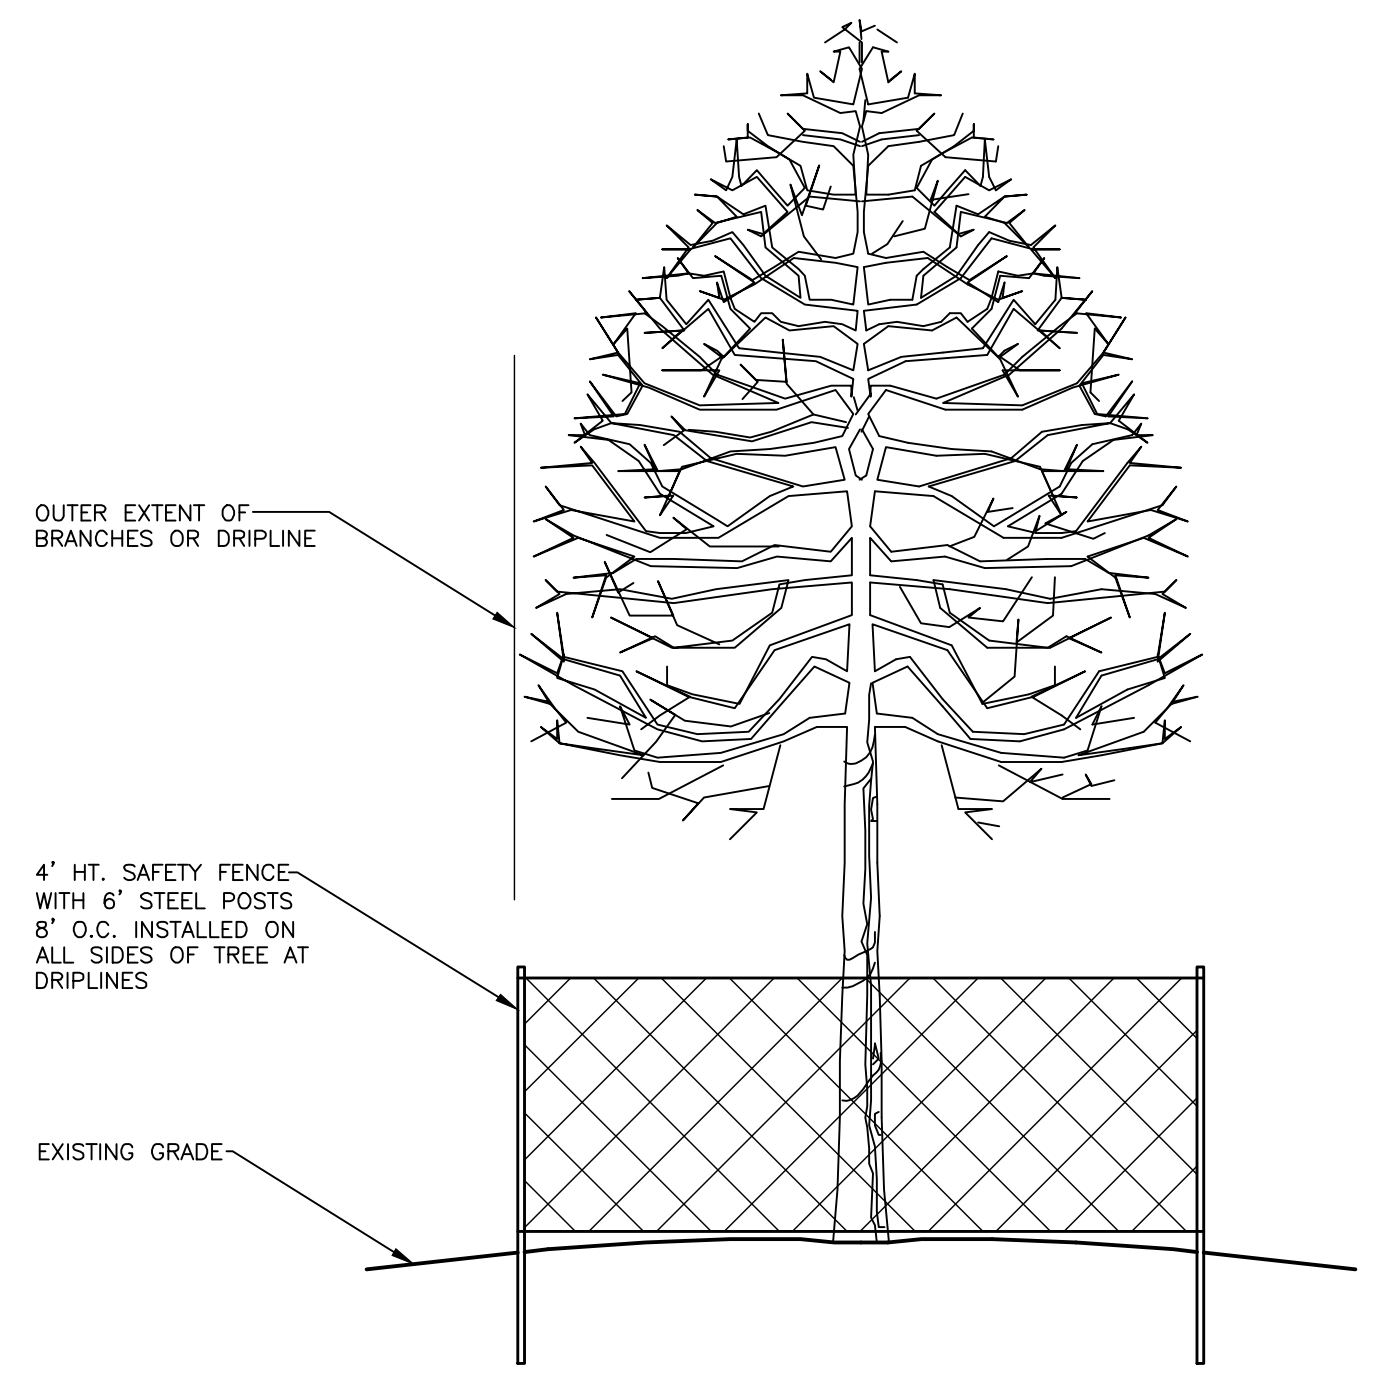 OUTER EXTENT OF
BRANCHES OR DRIPLINE
4' HT. SAFETY FENCE
WITH 6' STEEL POSTS
8' O.C. INSTALLED ON
ALL SIDES OF TREE AT
DRIPLINES
EXISTING GRADE